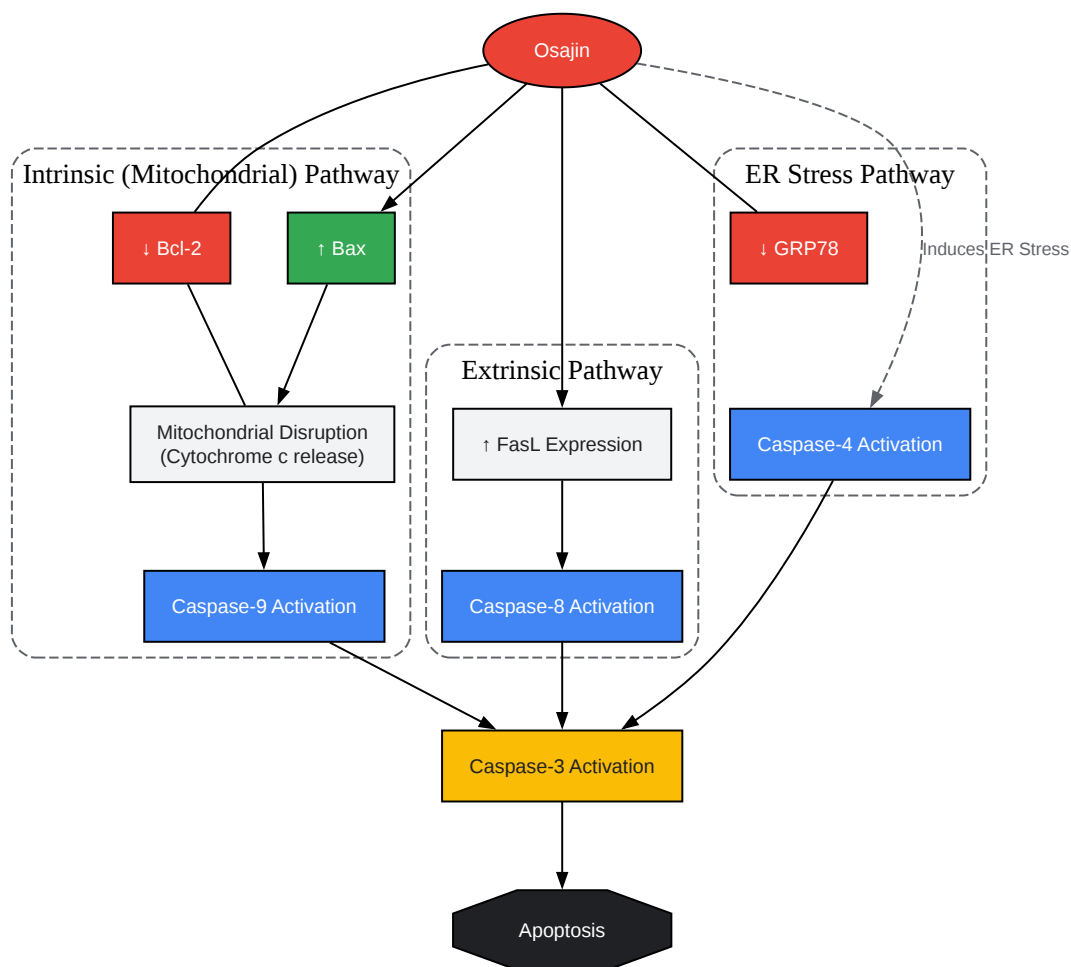 Osajin
Intrinsic (Mitochondrial) Pathway
ER Stress Pathway
↓ Bcl-2
↑ Bax
↓ GRP78
Induces ER Stress
Extrinsic Pathway
Mitochondrial Disruption
(Cytochrome c release)
↑ FasL Expression
Caspase-4 Activation
Caspase-9 Activation
Caspase-8 Activation
Caspase-3 Activation
Apoptosis